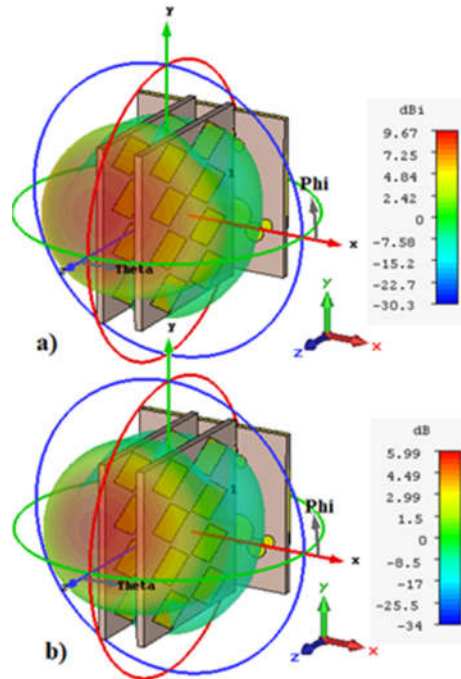 Y
dBi
9.67
7.25
4.84
2.42
0
-7.58
-15.2
-22.7
-30.3
1
Phi
x
Theta
Y
Z
X
a)
Y
dB
5.99
4.49
2.99
1.5
0
-8.5
-17
-25.5
-34
1
Phi
x
Theta
Y
Z
X
b)